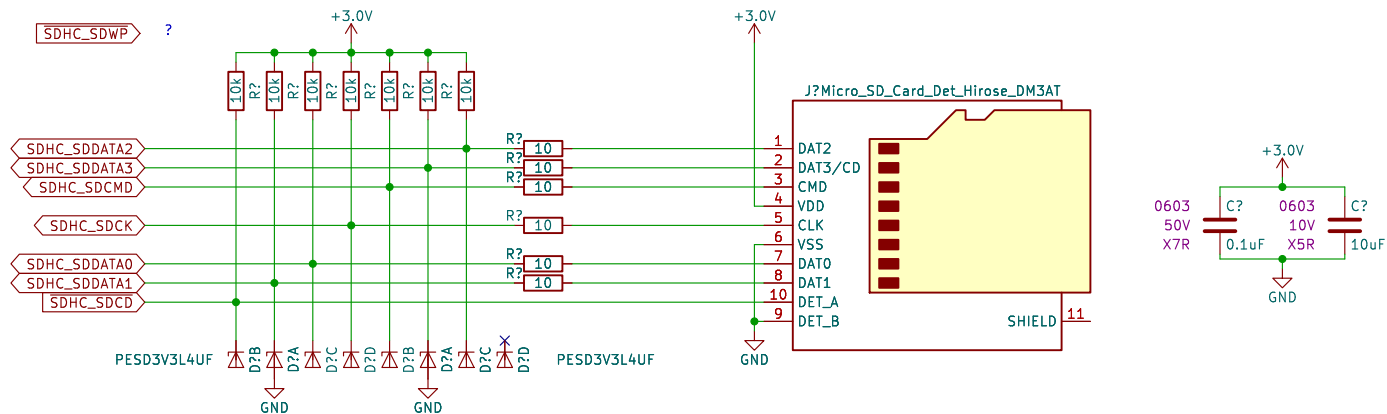 SDHC_SDWP
?
+3.0V
10k
R?
10k
R?
10k
R?
10k
R?
10k
R?
10k
R?
10k
SDHC_SDDATA2
SDHC_SDDATA3
SDHC_SDCMD
SDHC_SDCK
SDHC_SDDATA0
SDHC_SDDATA1
SDHC_SDCD
R?
10
R?
10
R?
10
R?
10
R?
10
R?
10
+3.0V
J?Micro_SD_Card_Det_Hirose_DM3AT
1 DAT2
2 DAT3/CD
3 CMD
4 VDD
5 CLK
6 VSS
7 DAT0
8 DAT1
10 DET_A
9 DET_B
SHIELD 11
GND
PESD3V3L4UF
D?B
D?A
D?C
D?D
D?B
D?A
D?C
D?D
PESD3V3L4UF
GND
GND
+3.0V
0603
50V
X7R
C?
0.1uF
0603
10V
X5R
C?
10uF
GND